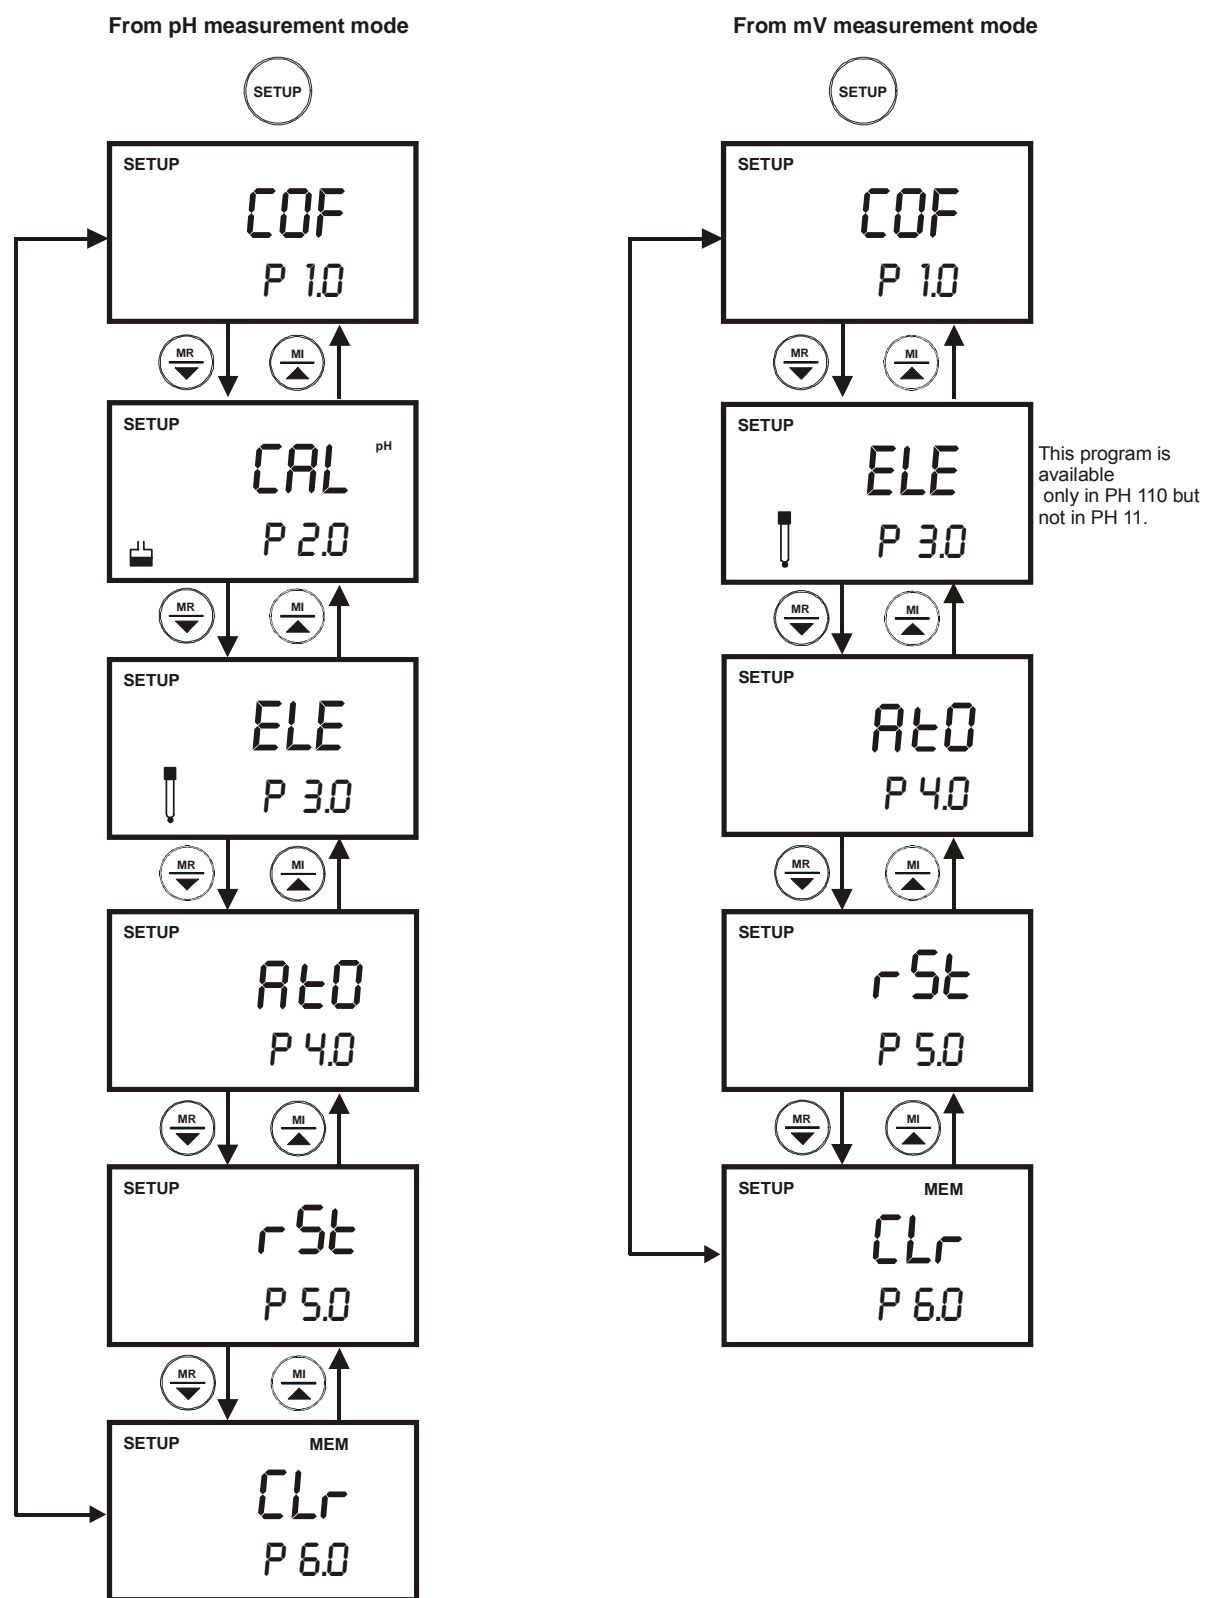 From pH measurement mode
SETUP
SETUP
COF
P 1.0
MR
MI
SETUP
CAL pH
P 2.0
MR
MI
SETUP
ELE
P 3.0
MR
MI
SETUP
AtO
P 4.0
MR
MI
SETUP
rSt
P 5.0
MR
MI
SETUP MEM
CLr
P 6.0
From mV measurement mode
SETUP
SETUP
COF
P 1.0
MR
MI
SETUP
ELE
P 3.0
This program is
available
only in PH 110 but
not in PH 11.
MR
MI
SETUP
AtO
P 4.0
MR
MI
SETUP
rSt
P 5.0
MR
MI
SETUP MEM
CLr
P 6.0